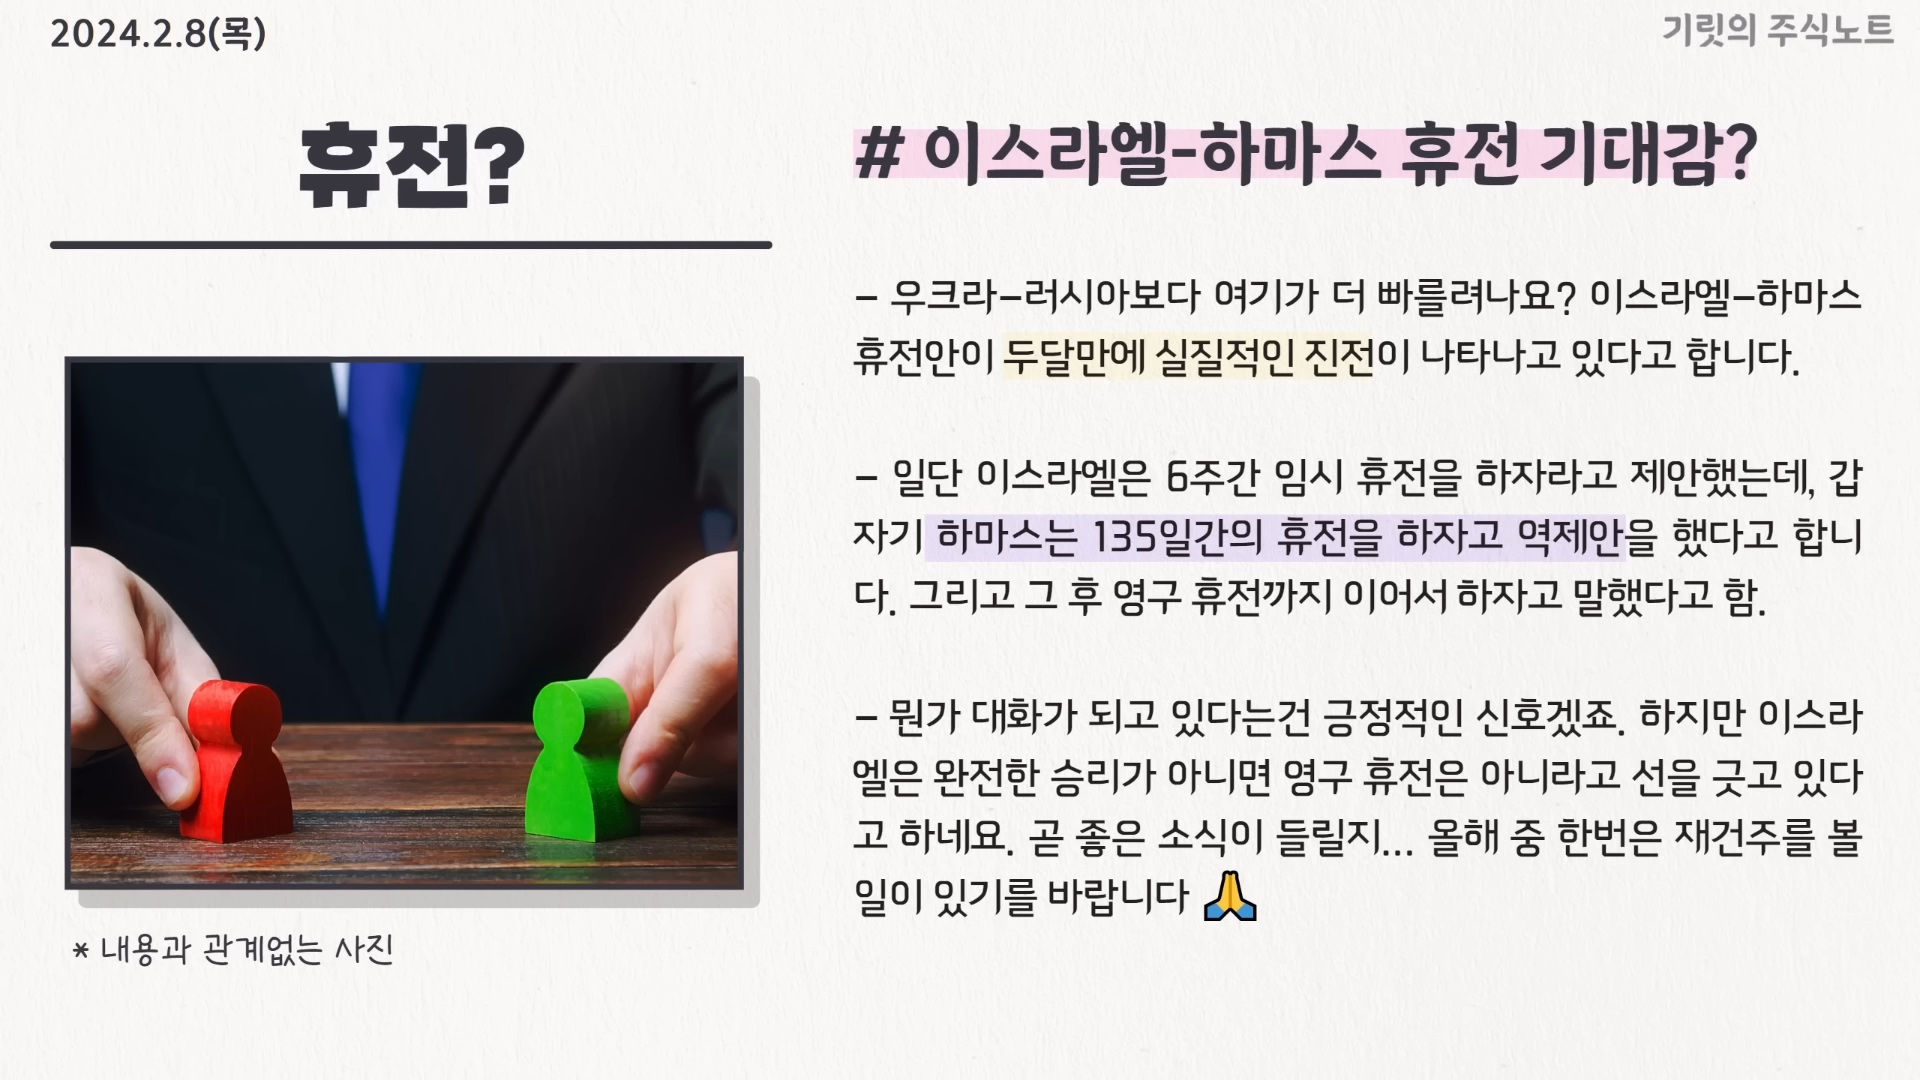 2024.2.8(목)
기릿의 주식노트
휴전?
* 내용과 관계없는 사진
# 이스라엘-하마스 휴전 기대감?
- 우크라-러시아보다 여기가 더 빠를려나요? 이스라엘-하마스
휴전안이 두달만에 실질적인 진전이 나타나고 있다고 합니다.
- 일단 이스라엘은 6주간 임시 휴전을 하자라고 제안했는데, 갑
자기 하마스는 135일간의 휴전을 하자고 역제안을 했다고 합니
다. 그리고 그 후 영구 휴전까지 이어서 하자고 말했다고 함.
- 뭔가 대화가 되고 있다는건 긍정적인 신호겠죠. 하지만 이스라
엘은 완전한 승리가 아니면 영구 휴전은 아니라고 선을 긋고 있다
고 하네요. 곧 좋은 소식이 들릴지... 올해 중 한번은 재건주를 볼
일이 있기를 바랍니다 🙏